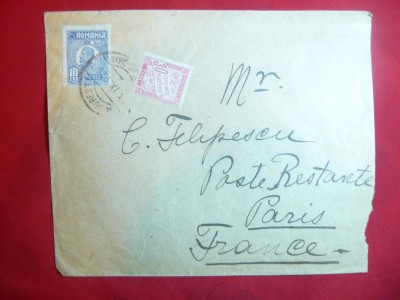 ROMANIA
10
Mr.
C. Filipescu
Poste Restante
Paris
France